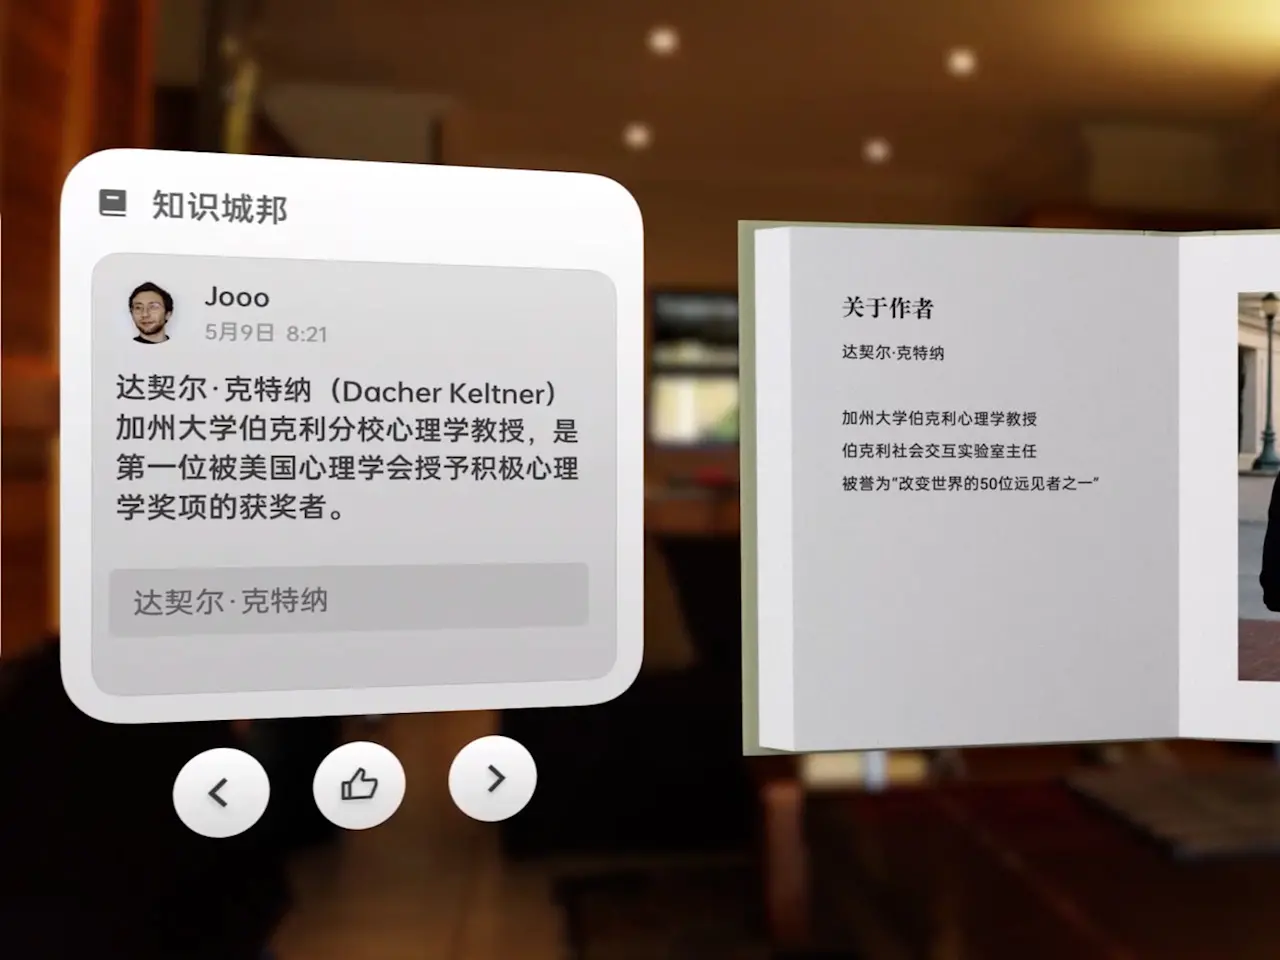 知识城邦
Jooo
5月9日 8:21
达契尔·克特纳（Dacher Keltner）
加州大学伯克利分校心理学教授，是
第一位被美国心理学会授予积极心理
学奖项的获奖者。
达契尔·克特纳
关于作者
达契尔·克特纳
加州大学伯克利心理学教授
伯克利社会交互实验室主任
被誉为“改变世界的50位远见者之一”